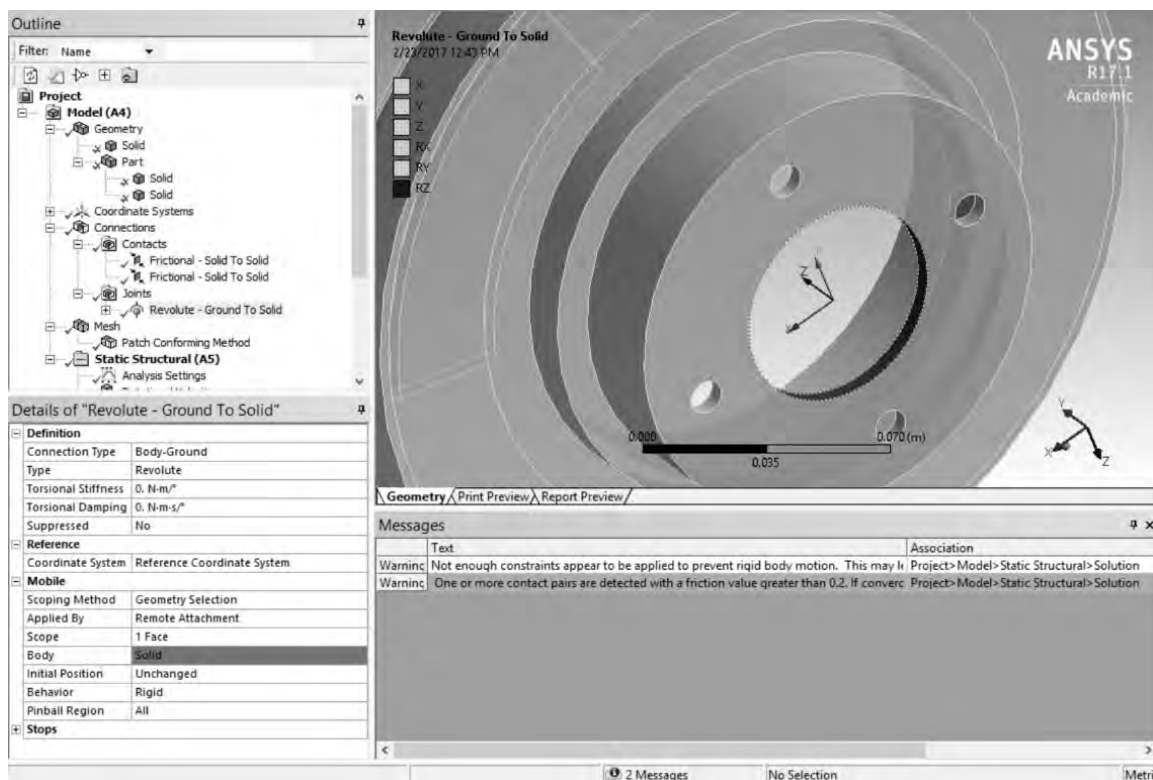 Outline
Filter: Name
Project
Model (A4)
Geometry
Solid
Part
Solid
Solid
Coordinate Systems
Connections
Contacts
Frictional - Solid To Solid
Frictional - Solid To Solid
Joints
Revolute - Ground To Solid
Mesh
Patch Conforming Method
Static Structural (A5)
Analysis Settings
Details of "Revolute - Ground To Solid"
Definition
Connection Type Body-Ground
Type Revolute
Torsional Stiffness 0. N·m/°
Torsional Damping 0. N·m·s/°
Suppressed No
Reference
Coordinate System Reference Coordinate System
Mobile
Scoping Method Geometry Selection
Applied By Remote Attachment
Scope 1 Face
Body Solid
Initial Position Unchanged
Behavior Rigid
Pinball Region All
Stops
Revolute - Ground To Solid
2/23/2017 12:43 PM
X
Y
Z
RX
RY
RZ
ANSYS
R17.1
Academic
Z
Y
X
0.000 0.070 (m)
0.035
Y
X
Z
Geometry Print Preview Report Preview
Messages
Text Association
Warning Not enough constraints appear to be applied to prevent rigid body motion. This may le Project>Model>Static Structural>Solution
Warning One or more contact pairs are detected with a friction value greater than 0.2. If converg Project>Model>Static Structural>Solution
2 Messages No Selection Metri